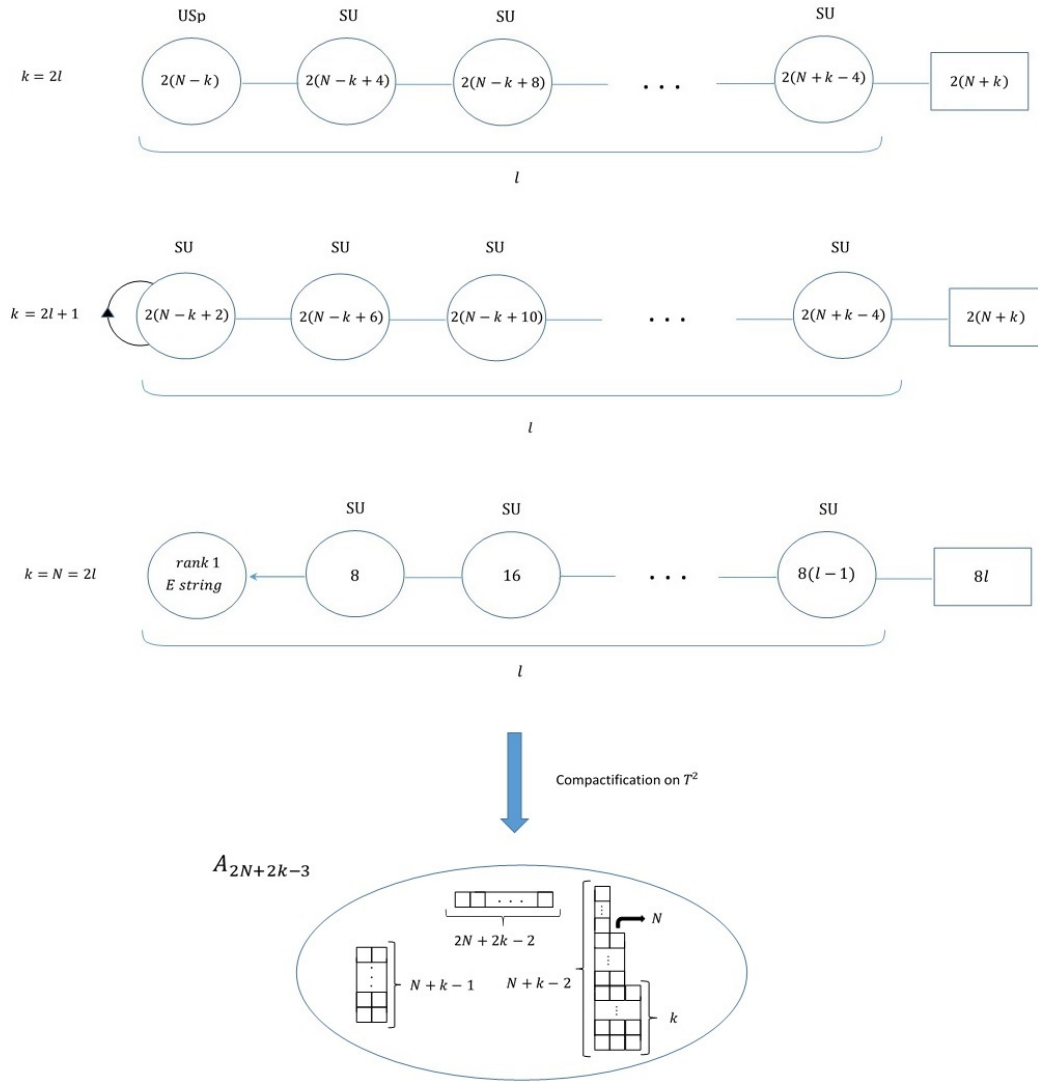 USp SU SU SU
k = 2l 2(N − k) 2(N − k + 4) 2(N − k + 8) . . . 2(N + k − 4) 2(N + k)
l
SU SU SU SU
k = 2l + 1 2(N − k + 2) 2(N − k + 6) 2(N − k + 10) . . . 2(N + k − 4) 2(N + k)
l
SU SU SU
k = N = 2l rank 1 E string 8 16 . . . 8(l − 1) 8l
l
Compactification on T²
A_{2N+2k−3}
. . .
2N + 2k − 2
N
N + k − 1
N + k − 2
k